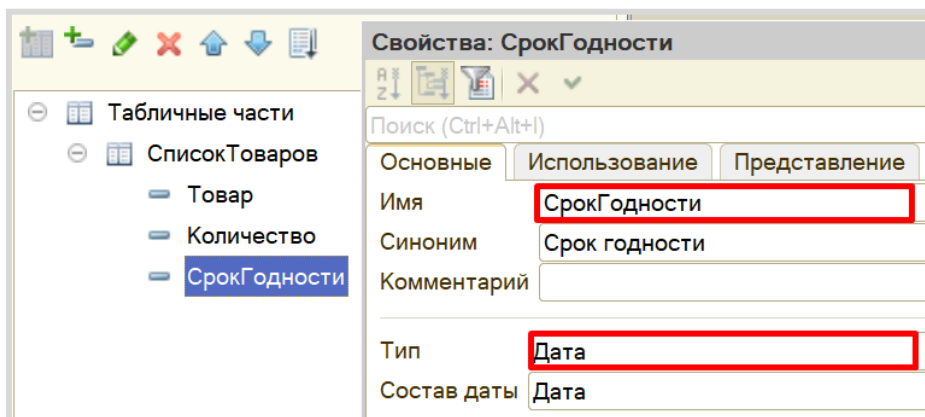 Свойства: СрокГодности
Поиск (Ctrl+Alt+I)
Основные Использование Представление
Имя СрокГодности
Синоним Срок годности
Комментарий
Тип Дата
Состав даты Дата
Табличные части
СписокТоваров
Товар
Количество
СрокГодности